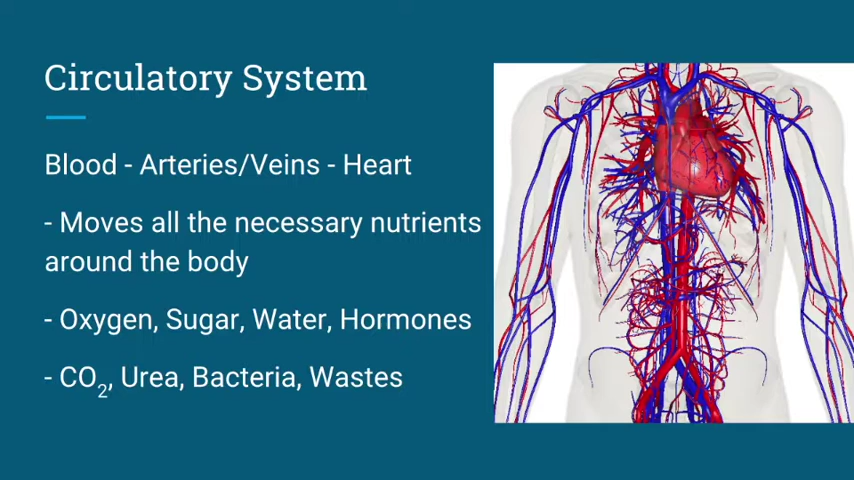 Circulatory System
Blood - Arteries/Veins - Heart
- Moves all the necessary nutrients
around the body
- Oxygen, Sugar, Water, Hormones
- CO₂, Urea, Bacteria, Wastes